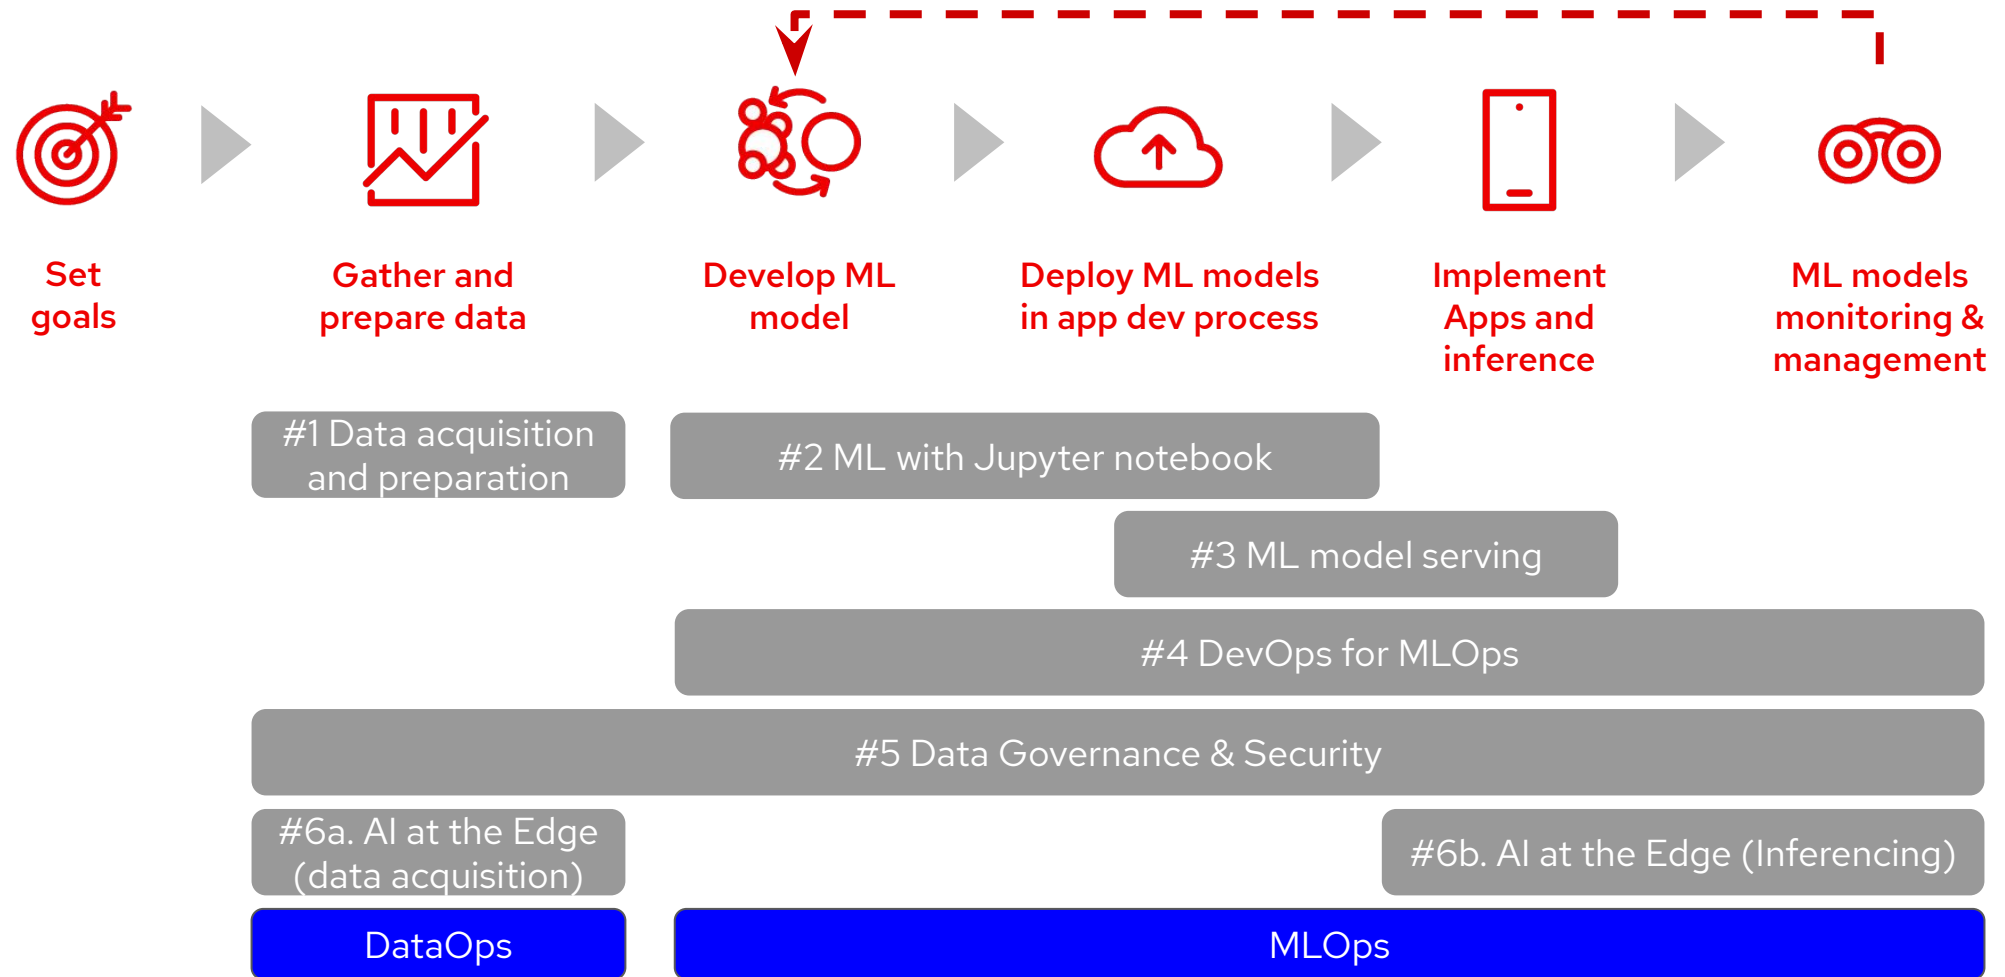 Set
goals
Gather and
prepare data
Develop ML
model
Deploy ML models
in app dev process
Implement
Apps and
inference
ML models
monitoring &
management
#1 Data acquisition
and preparation
#2 ML with Jupyter notebook
#3 ML model serving
#4 DevOps for MLOps
#5 Data Governance & Security
#6a. AI at the Edge
(data acquisition)
#6b. AI at the Edge (Inferencing)
DataOps
MLOps